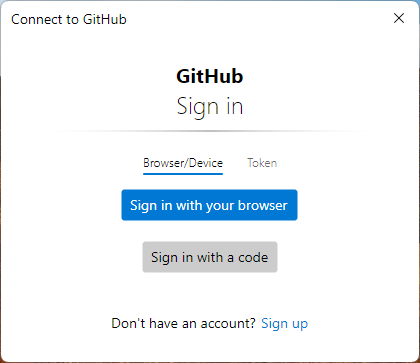 Connect to GitHub
GitHub
Sign in
Browser/Device Token
Sign in with your browser
Sign in with a code
Don't have an account? Sign up